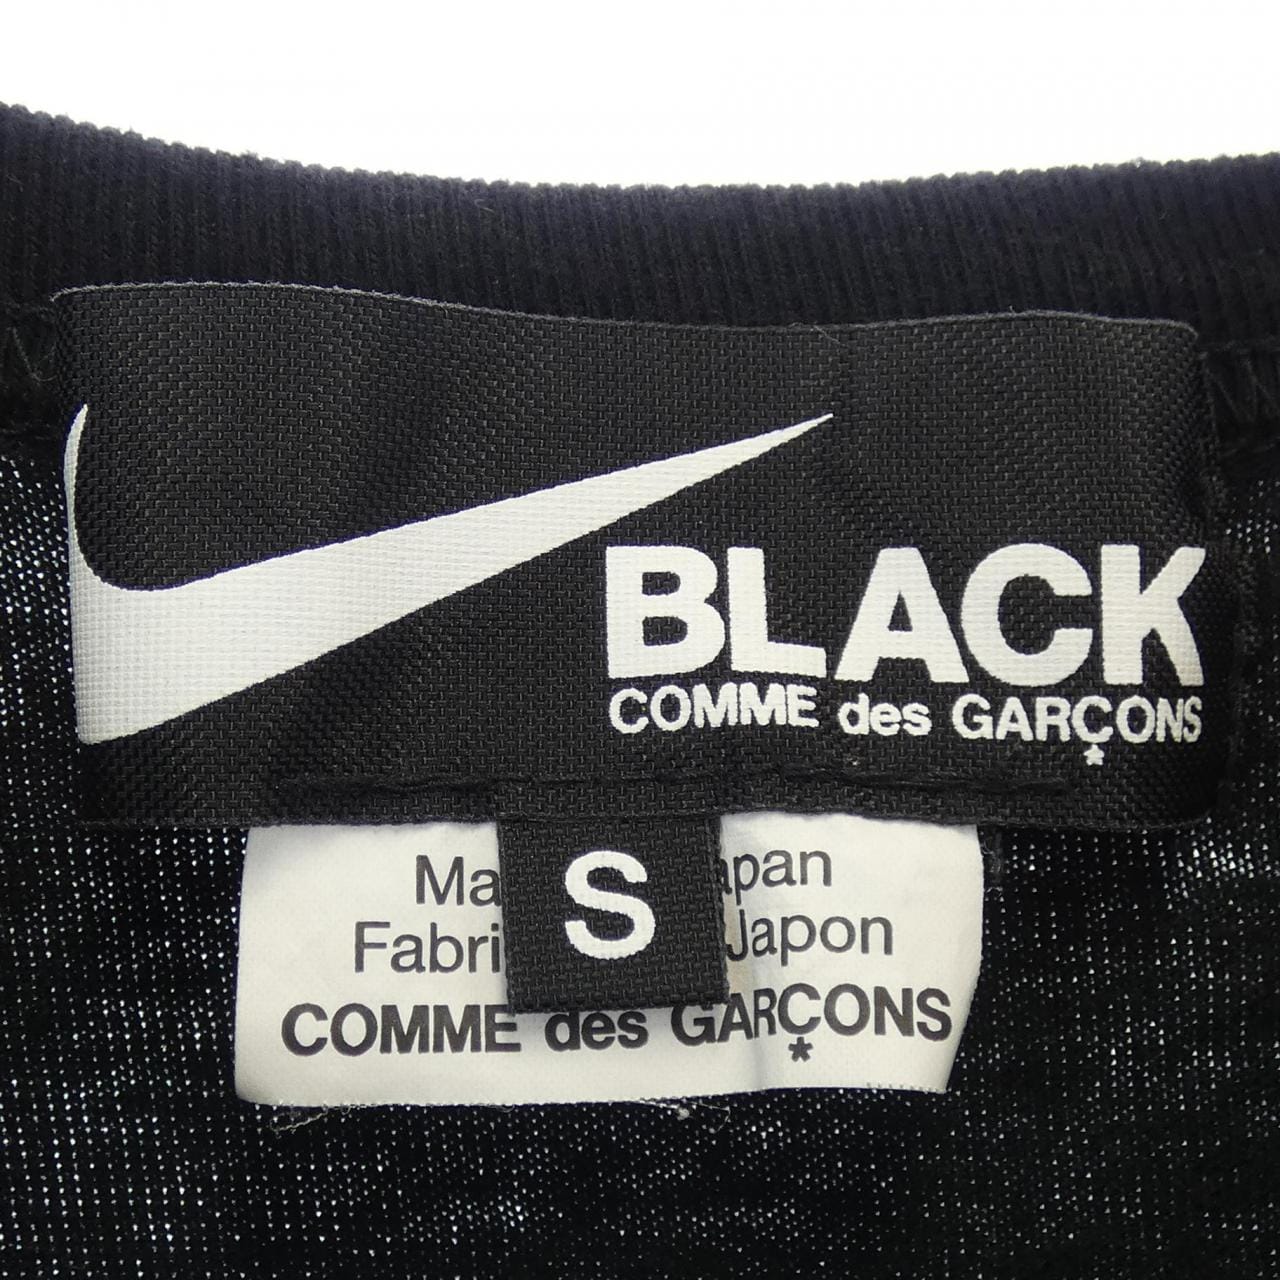 BLACK
COMME des GARÇONS
S
Ma apan
Fabri Japon
COMME des GARÇONS
*